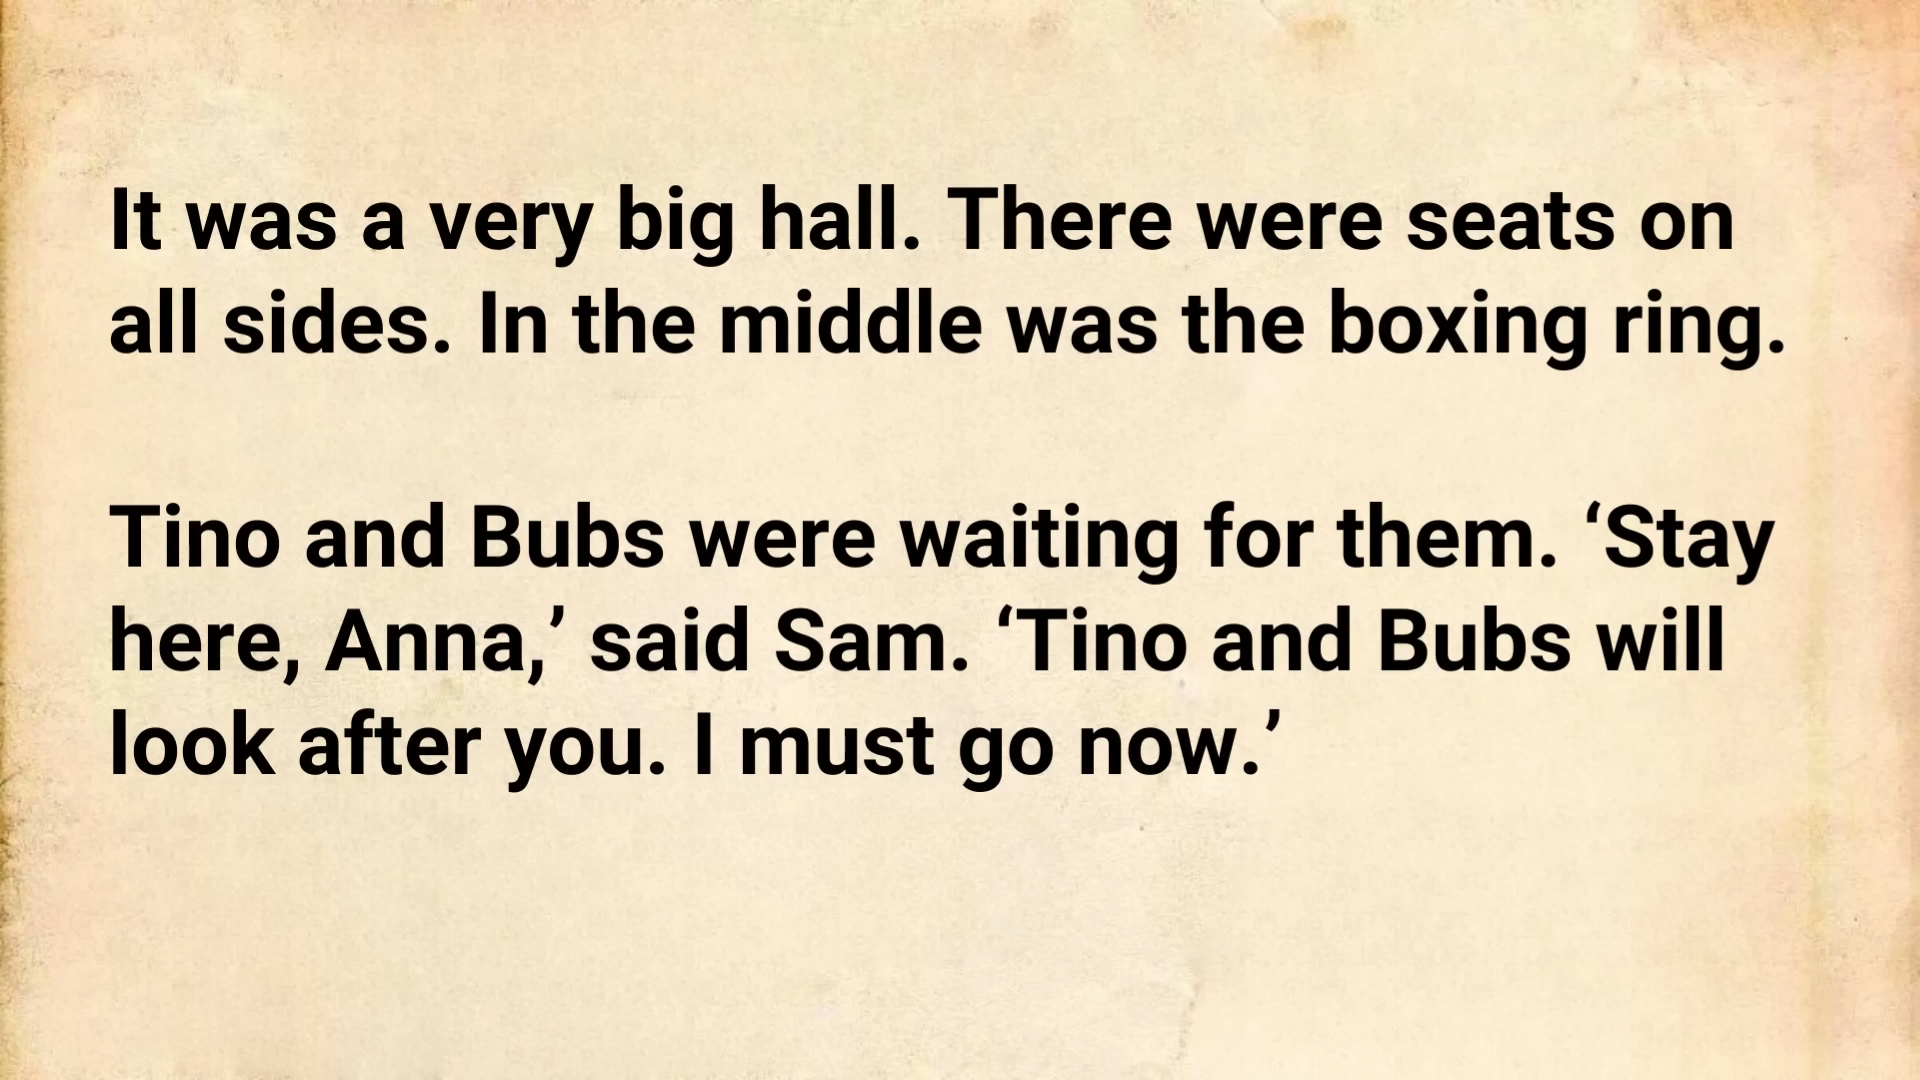 It was a very big hall. There were seats on
all sides. In the middle was the boxing ring.
Tino and Bubs were waiting for them. ‘Stay
here, Anna,’ said Sam. ‘Tino and Bubs will
look after you. I must go now.’